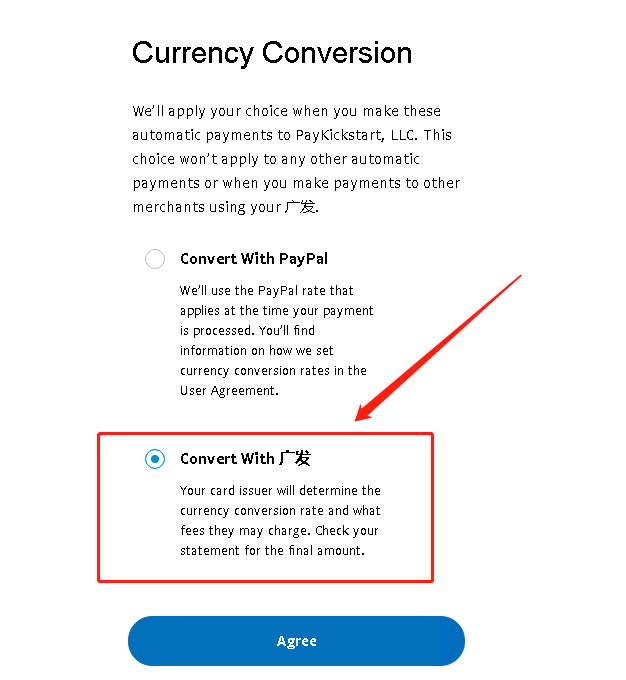 Currency Conversion
We'll apply your choice when you make these
automatic payments to PayKickstart, LLC. This
choice won't apply to any other automatic
payments or when you make payments to other
merchants using your 广发.
Convert With PayPal
We'll use the PayPal rate that
applies at the time your payment
is processed. You'll find
information on how we set
currency conversion rates in the
User Agreement.
Convert With 广发
Your card issuer will determine the
currency conversion rate and what
fees they may charge. Check your
statement for the final amount.
Agree